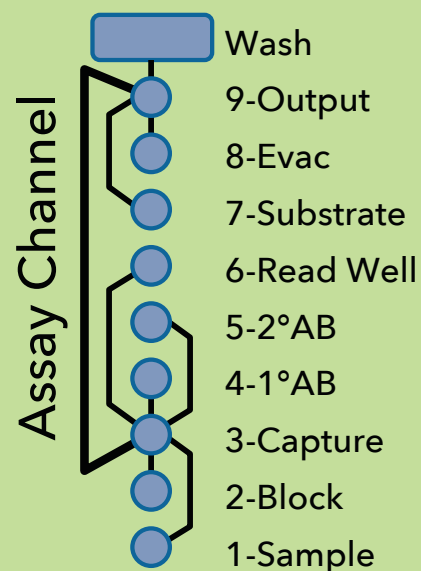 Wash
9-Output
8-Evac
7-Substrate
6-Read Well
5-2°AB
4-1°AB
3-Capture
2-Block
1-Sample
Assay Channel